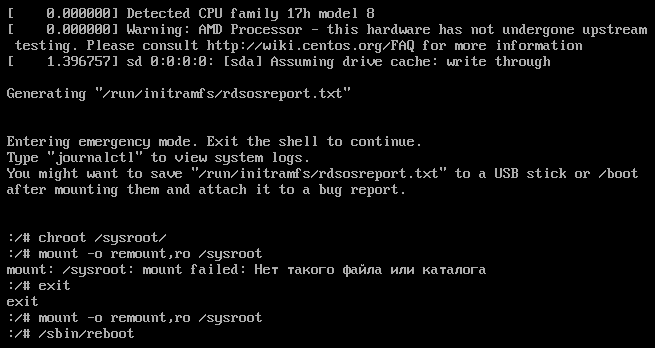 [    0.000000] Detected CPU family 17h model 8
[    0.000000] Warning: AMD Processor - this hardware has not undergone upstream
 testing. Please consult http://wiki.centos.org/FAQ for more information
[    1.396757] sd 0:0:0:0: [sda] Assuming drive cache: write through
Generating "/run/initramfs/rdsosreport.txt"
Entering emergency mode. Exit the shell to continue.
Type "journalctl" to view system logs.
You might want to save "/run/initramfs/rdsosreport.txt" to a USB stick or /boot
after mounting them and attach it to a bug report.
:/# chroot /sysroot/
:/# mount -o remount,ro /sysroot
mount: /sysroot: mount failed: Нет такого файла или каталога
:/# exit
exit
:/# mount -o remount,ro /sysroot
:/# /sbin/reboot